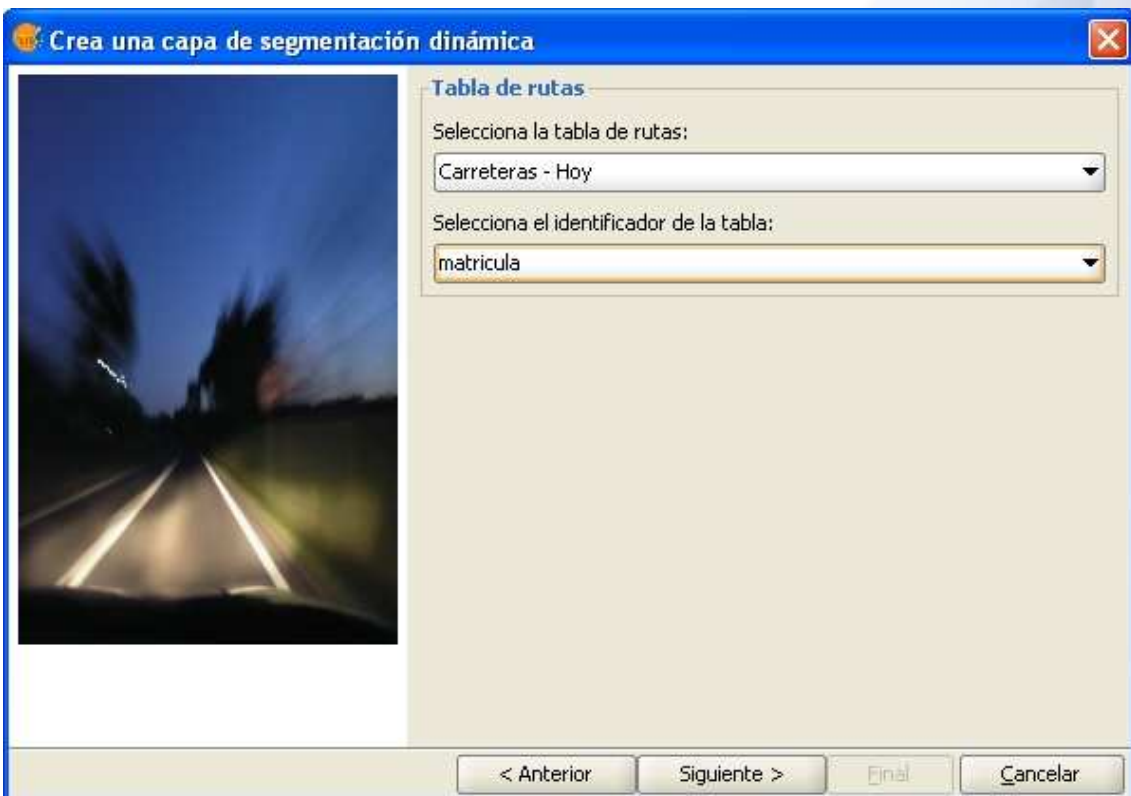 Crea una capa de segmentación dinámica
Tabla de rutas
Selecciona la tabla de rutas:
Carreteras - Hoy
Selecciona el identificador de la tabla:
matricula
< Anterior
Siguiente >
Final
Cancelar